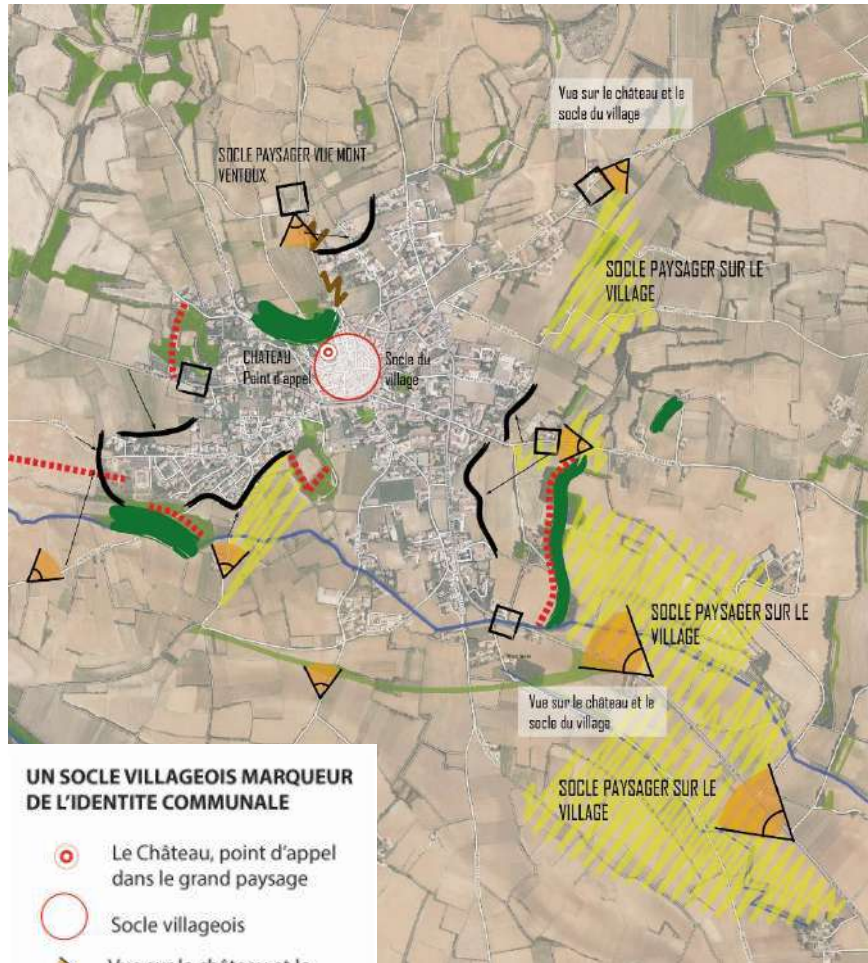 Vue sur le château et le
socle du village
SOCLE PAYSAGER VUE MONT
VENTOUX
SOCLE PAYSAGER SUR LE
VILLAGE
CHATEAU
Point d'appel
Socle du
village
SOCLE PAYSAGER SUR LE
VILLAGE
Vue sur le château et le
socle du village
SOCLE PAYSAGER SUR LE
VILLAGE
UN SOCLE VILLAGEOIS MARQUEUR
DE L'IDENTITE COMMUNALE
Le Château, point d'appel
dans le grand paysage
Socle villageois